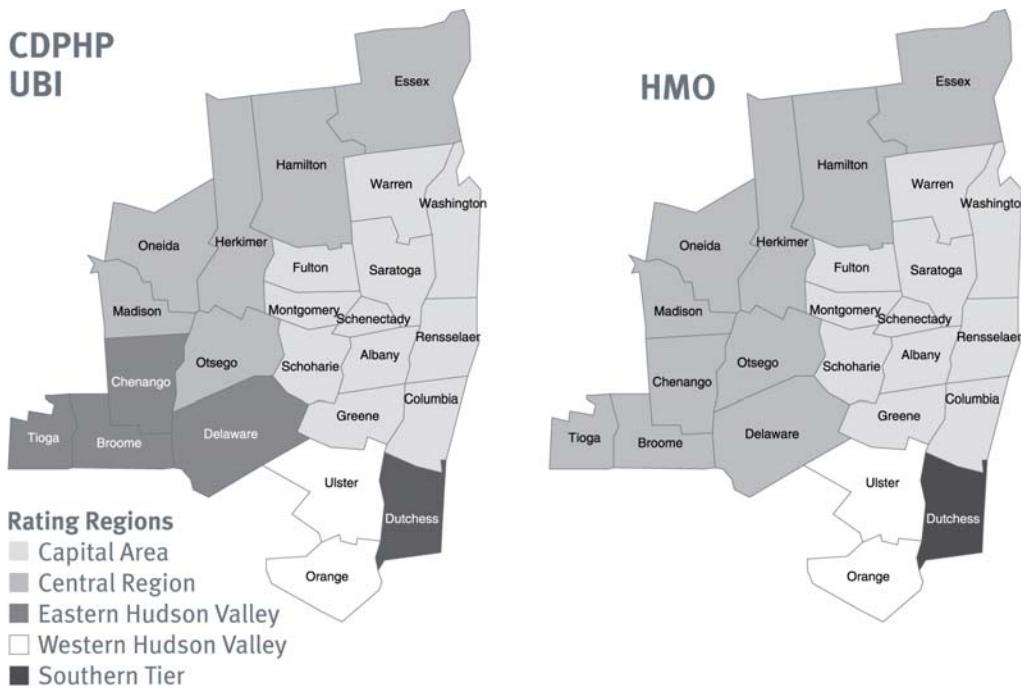 CDPHP
UBI
Essex
Hamilton
Warren
Washington
Oneida
Herkimer
Fulton
Saratoga
Madison
Montgomery
Schenectady
Rensselaer
Otsego
Schoharie
Albany
Chenango
Columbia
Greene
Tioga
Broome
Delaware
Ulster
Dutchess
Orange
Rating Regions
Capital Area
Central Region
Eastern Hudson Valley
Western Hudson Valley
Southern Tier
HMO
Essex
Hamilton
Warren
Washington
Oneida
Herkimer
Fulton
Saratoga
Madison
Montgomery
Schenectady
Rensselaer
Otsego
Schoharie
Albany
Chenango
Columbia
Greene
Tioga
Broome
Delaware
Ulster
Dutchess
Orange